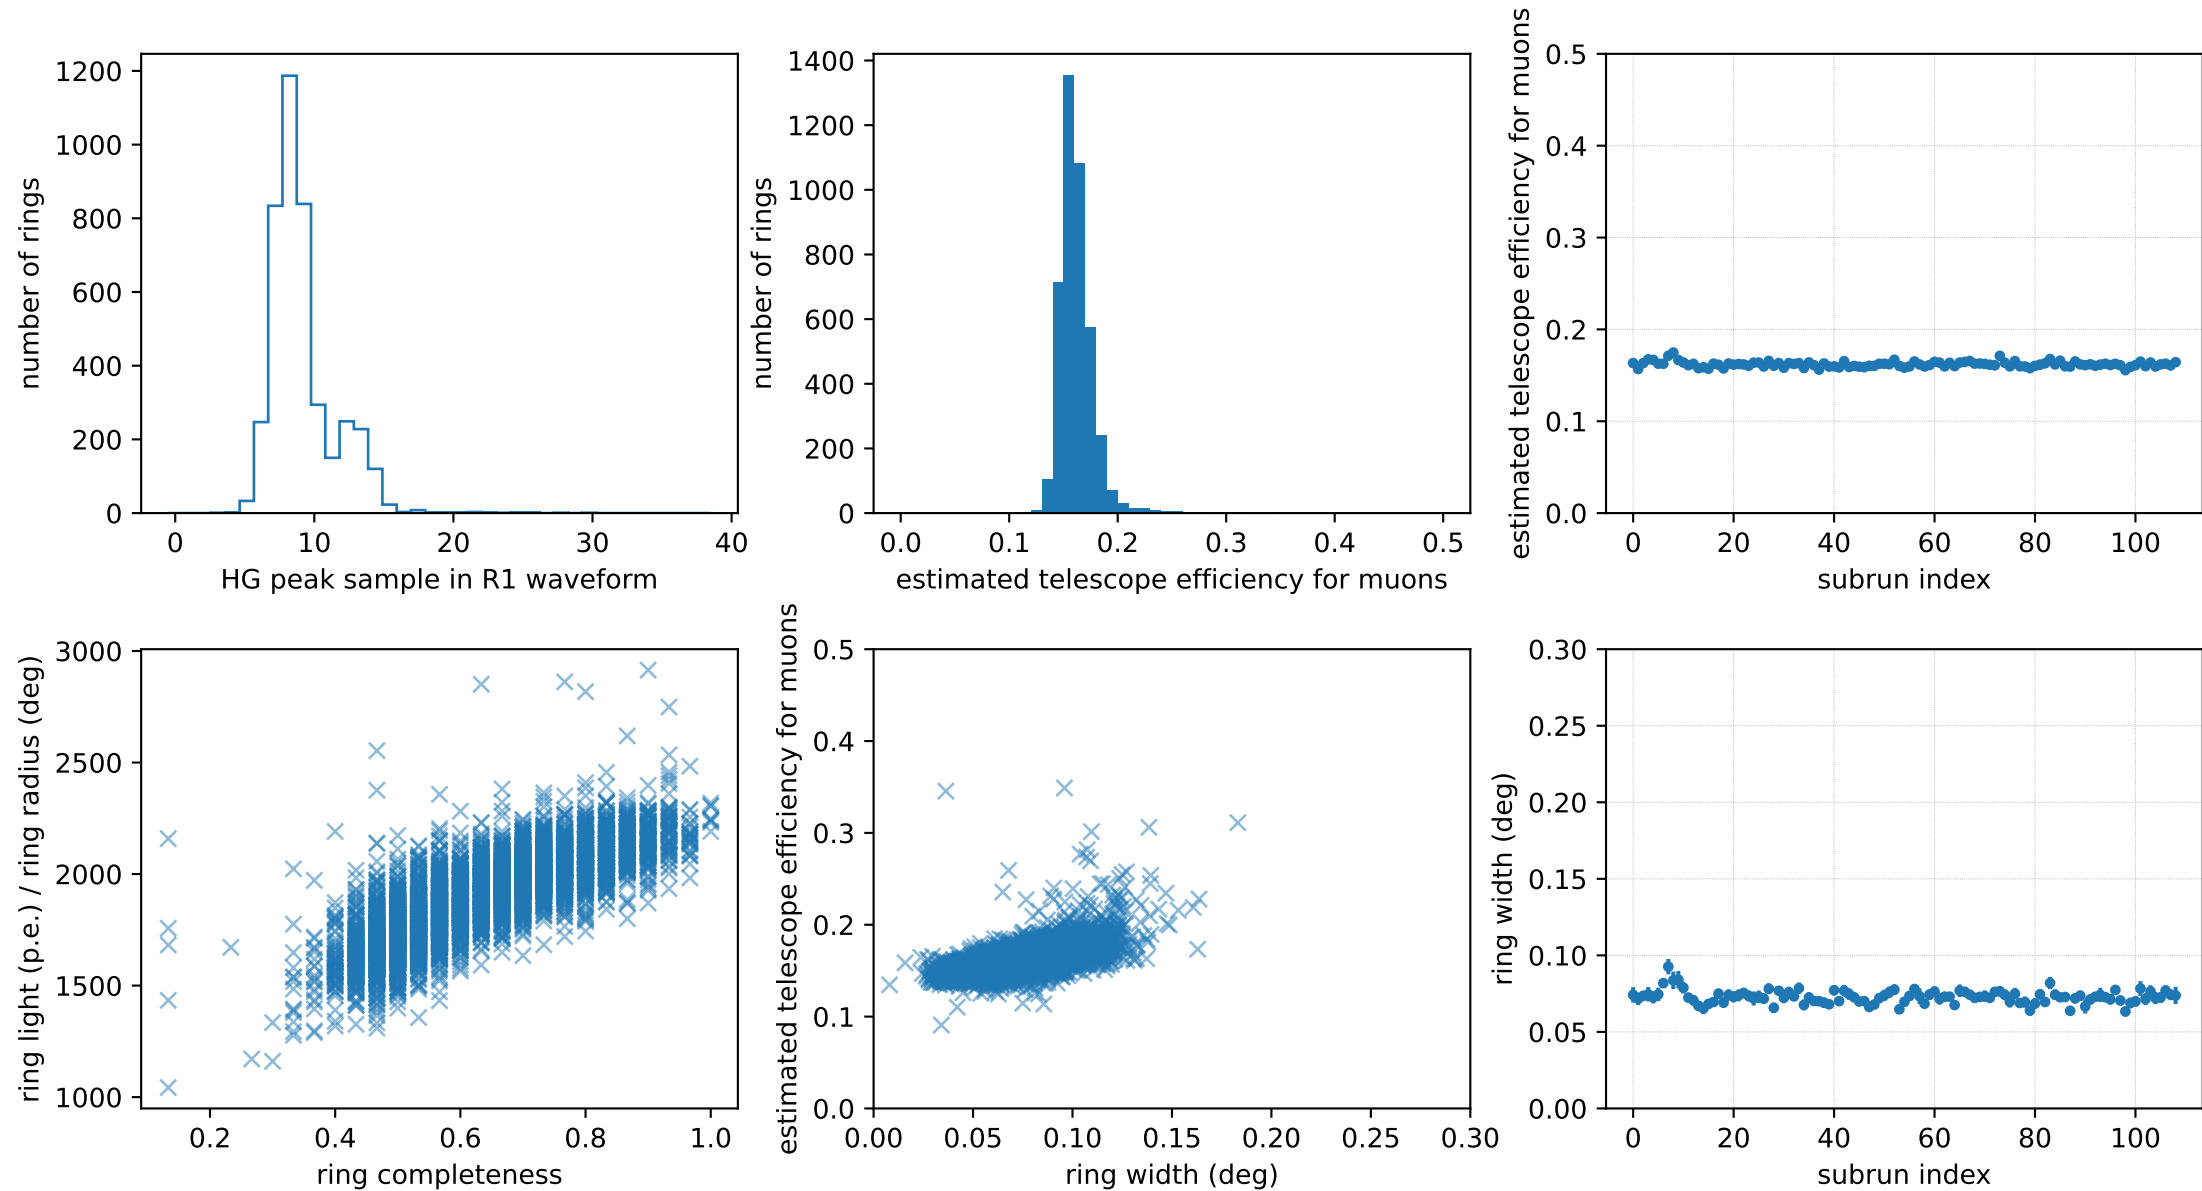 number of rings
1200
1000
800
600
400
200
0
0 10 20 30 40
HG peak sample in R1 waveform
number of rings
1400
1200
1000
800
600
400
200
0
0.0 0.1 0.2 0.3 0.4 0.5
estimated telescope efficiency for muons
estimated telescope efficiency for muons
0.5
0.4
0.3
0.2
0.1
0.0
0 20 40 60 80 100
subrun index
ring light (p.e.) / ring radius (deg)
3000
2500
2000
1500
1000
0.2 0.4 0.6 0.8 1.0
ring completeness
estimated telescope efficiency for muons
0.5
0.4
0.3
0.2
0.1
0.0
0.00 0.05 0.10 0.15 0.20 0.25 0.30
ring width (deg)
ring width (deg)
0.30
0.25
0.20
0.15
0.10
0.05
0.00
0 20 40 60 80 100
subrun index